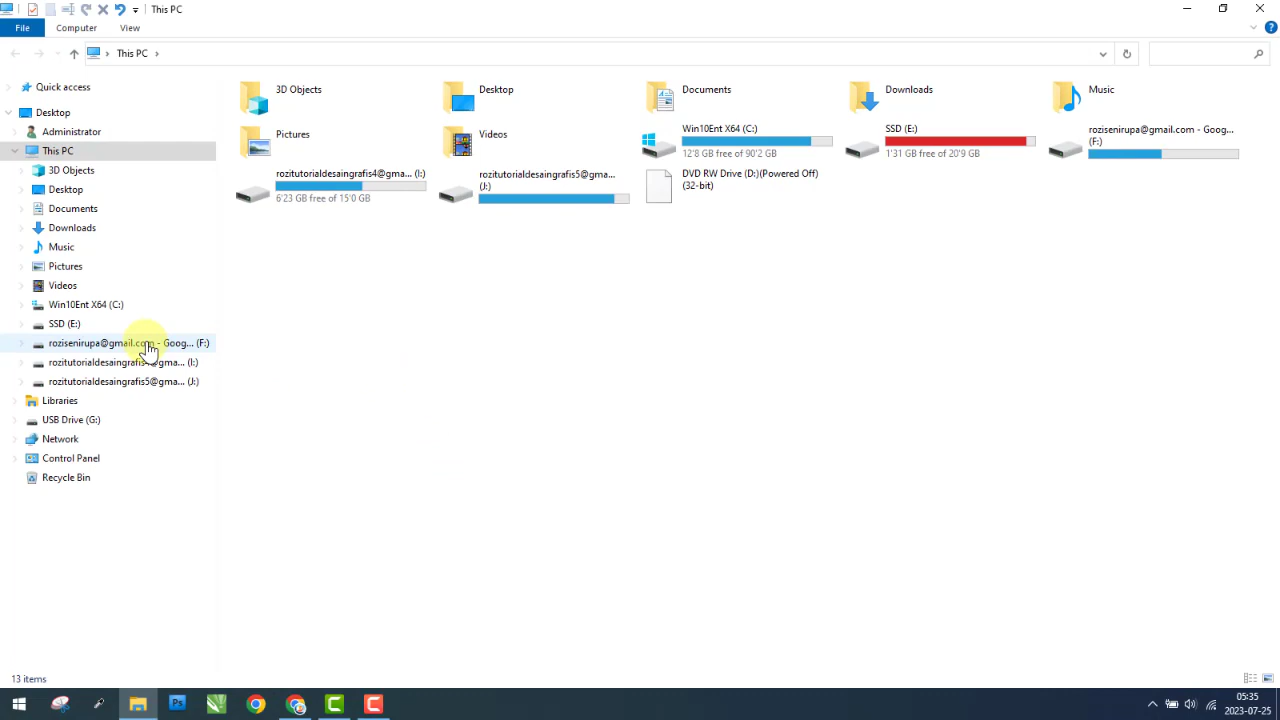 This PC
File
Computer
View
This PC
Quick access
Desktop
Administrator
This PC
3D Objects
Desktop
Documents
Downloads
Music
Pictures
Videos
Win10Ent X64 (C:)
SSD (E:)
rozisenirupa@gmail.com - Goog... (F:)
rozitutorialdesaingrafis4@gma... (I:)
rozitutorialdesaingrafis5@gma... (J:)
Libraries
USB Drive (G:)
Network
Control Panel
Recycle Bin
3D Objects
Desktop
Documents
Downloads
Music
Pictures
Videos
Win10Ent X64 (C:)
12'8 GB free of 90'2 GB
SSD (E:)
1'31 GB free of 20'9 GB
rozisenirupa@gmail.com - Goog...
(F:)
rozitutorialdesaingrafis4@gma... (I:)
6'23 GB free of 15'0 GB
rozitutorialdesaingrafis5@gma...
(J:)
DVD RW Drive (D:)(Powered Off)
(32-bit)
13 items
Ps
05:35
2023-07-25